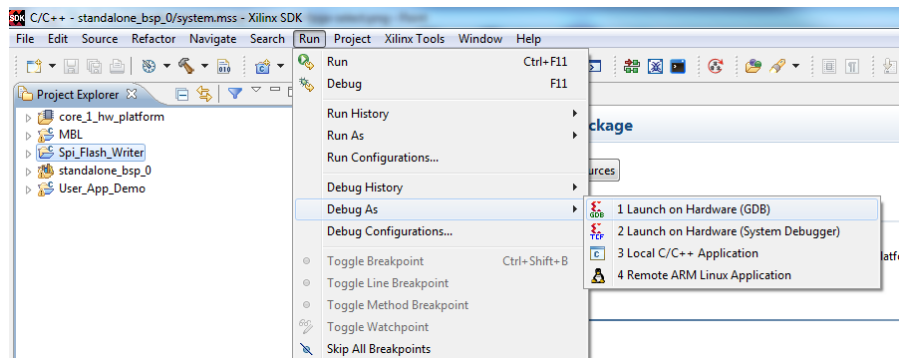 C/C++ - standalone_bsp_0/system.mss - Xilinx SDK
File Edit Source Refactor Navigate Search Run Project Xilinx Tools Window Help
Run Ctrl+F11
Debug F11
Project Explorer
core_1_hw_platform
MBL
Spi_Flash_Writer
standalone_bsp_0
User_App_Demo
Run History
Run As
Run Configurations...
Debug History
Debug As
Debug Configurations...
Toggle Breakpoint Ctrl+Shift+B
Toggle Line Breakpoint
Toggle Method Breakpoint
Toggle Watchpoint
Skip All Breakpoints
ckage
urces
1 Launch on Hardware (GDB)
2 Launch on Hardware (System Debugger)
3 Local C/C++ Application
4 Remote ARM Linux Application
latf